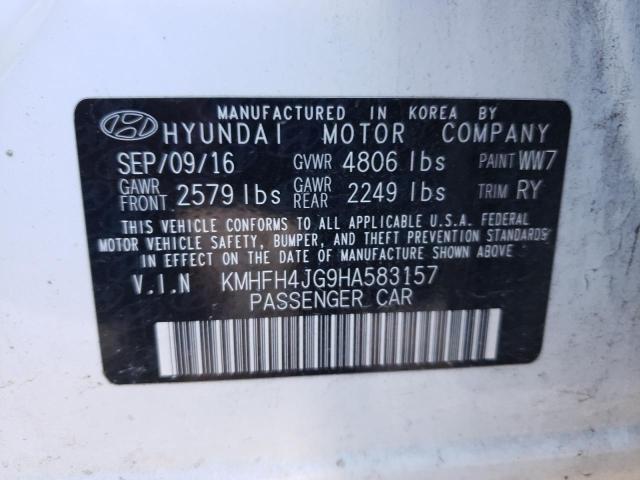 MANUFACTURED IN KOREA BY
HYUNDAI MOTOR COMPANY
SEP/09/16 GVWR 4806 lbs PAINT WW7
GAWR FRONT 2579 lbs GAWR REAR 2249 lbs TRIM RY
THIS VEHICLE CONFORMS TO ALL APPLICABLE U.S.A. FEDERAL
MOTOR VEHICLE SAFETY, BUMPER, AND THEFT PREVENTION STANDARDS
IN EFFECT ON THE DATE OF MANUFACTURE SHOWN ABOVE.
V.I.N KMHFH4JG9HA583157
PASSENGER CAR